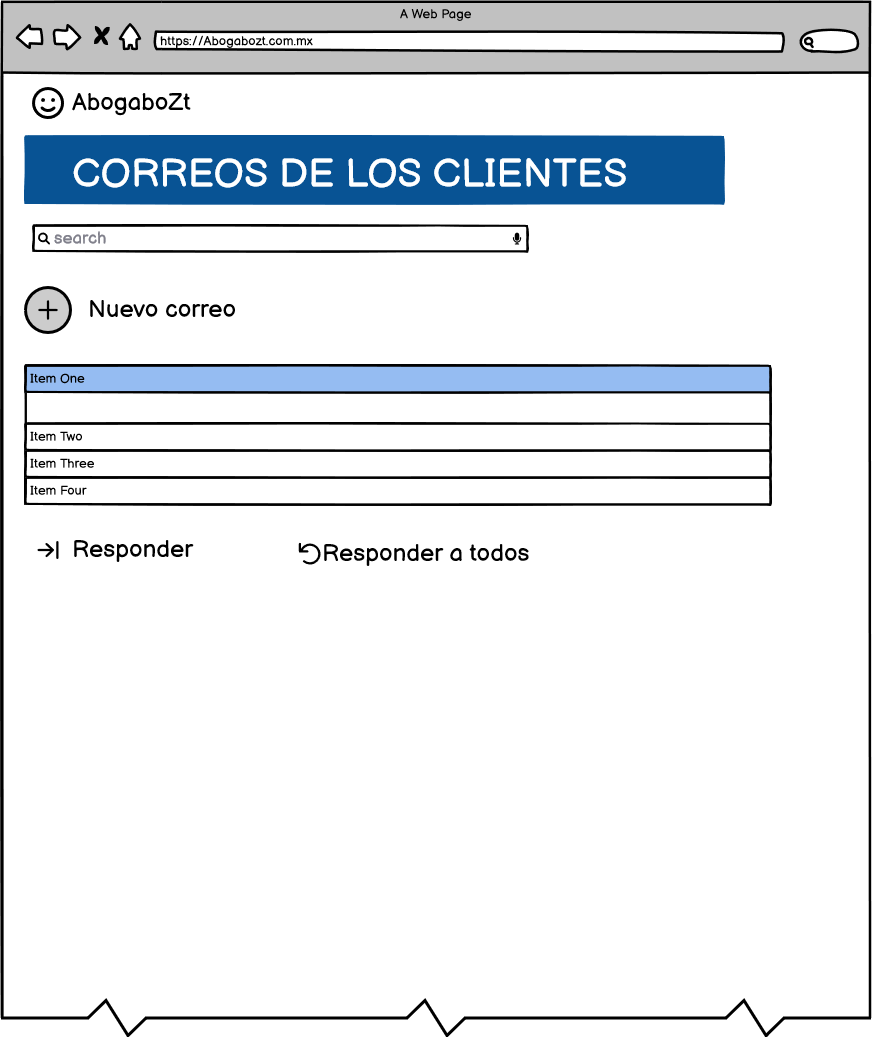 A Web Page
https://Abogabozt.com.mx
AbogaboZt
CORREOS DE LOS CLIENTES
search
Nuevo correo
Item One
Item Two
Item Three
Item Four
Responder
Responder a todos